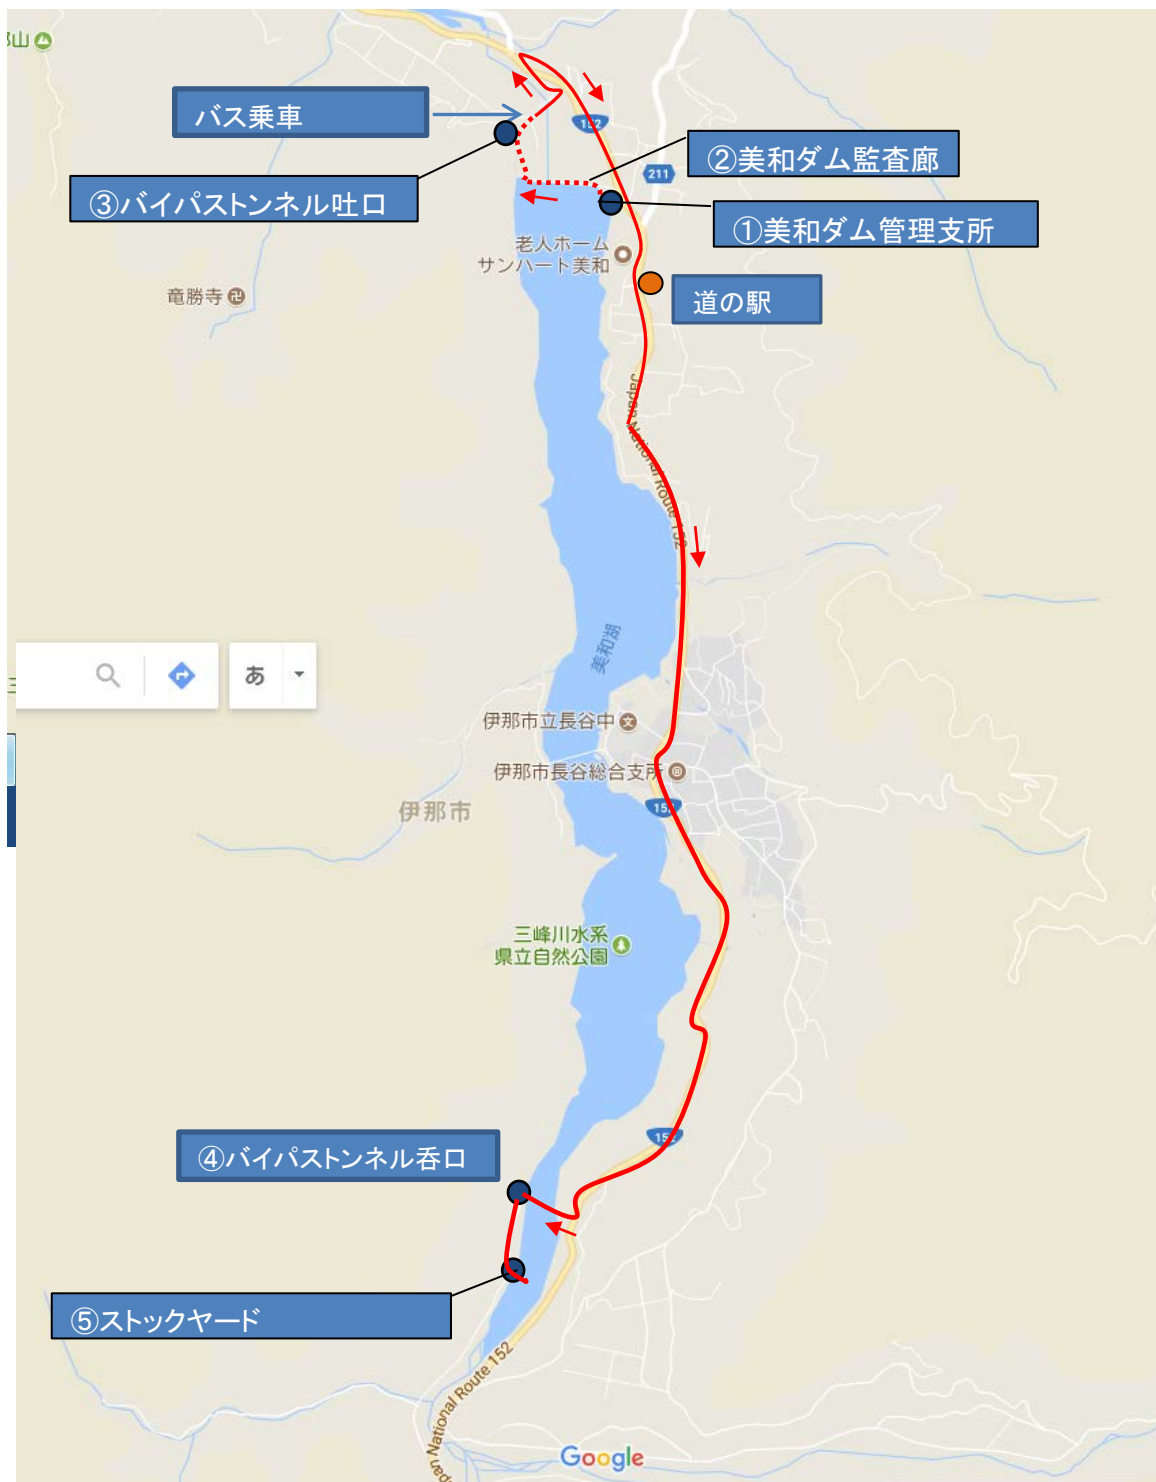 山
バス乗車
152
②美和ダム監査廊
211
③バイパストンネル吐口
①美和ダム管理支所
老人ホーム
サンハート美和
道の駅
竜勝寺
Japan National Route 152
美和湖
あ
伊那市立長谷中
文
伊那市長谷総合支所
伊那市
152
三峰川水系
県立自然公園
152
④バイパストンネル呑口
⑤ストックヤード
Japan National Route 152
Google